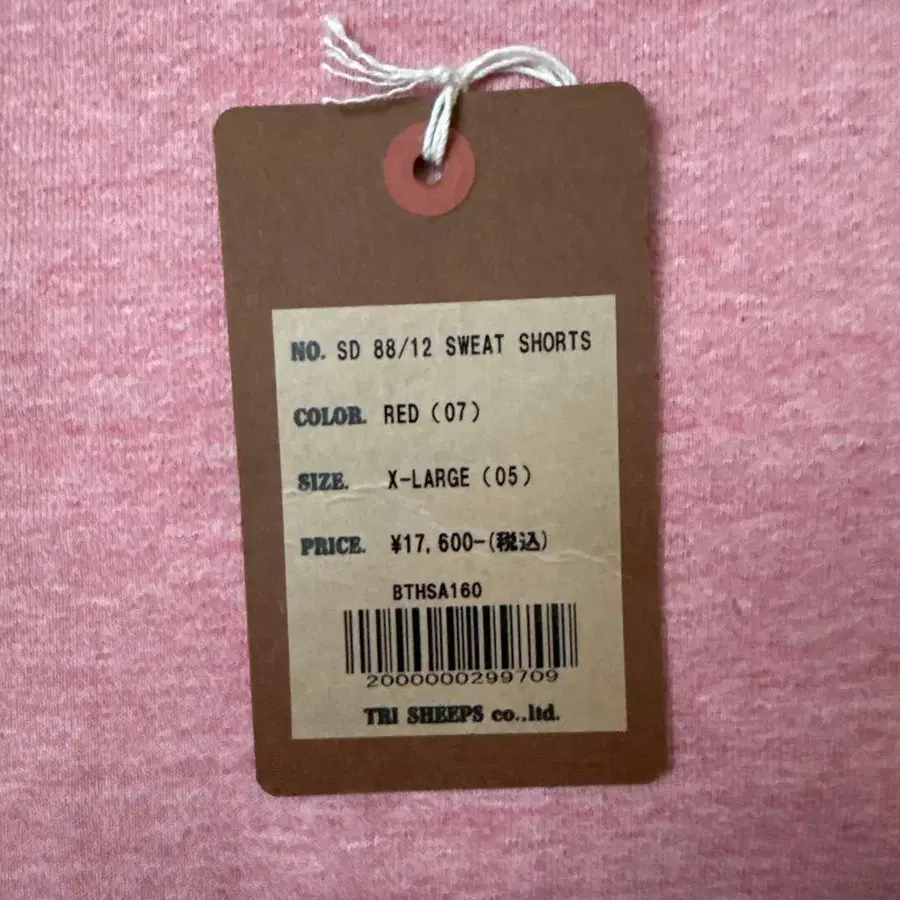 NO. SD 88/12 SWEAT SHORTS
COLOR. RED (07)
SIZE. X-LARGE (05)
PRICE. ¥17,600-(税込)
BTHSA160
2000000299709
TRI SHEEPS co.,ltd.